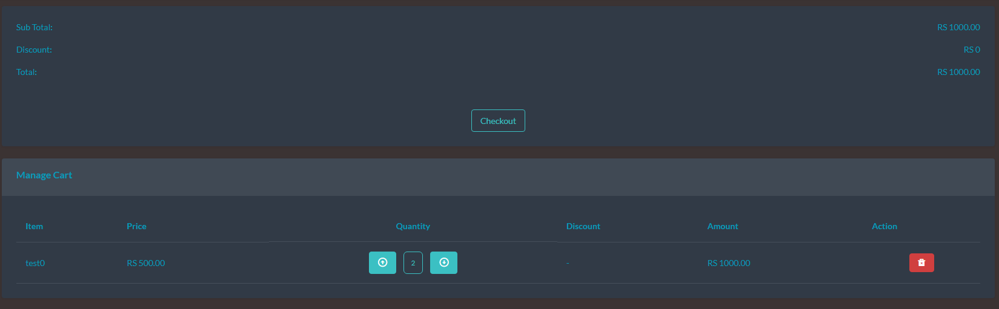 Sub Total: RS 1000.00
Discount: RS 0
Total: RS 1000.00
Checkout
Manage Cart
Item Price Quantity Discount Amount Action
test0 RS 500.00 2 - RS 1000.00